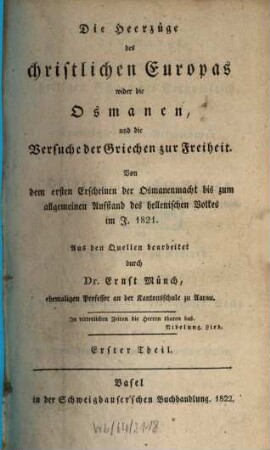 Die Heerzüge
des
christlichen Europas
wider die
Osmanen,
und die
Versuche der Griechen zur Freiheit.
Von
dem ersten Erscheinen der Osmanenmacht bis zum
allgemeinen Aufstand des hellenischen Volkes
im J. 1821.
Aus den Quellen bearbeitet
durch
Dr. Ernst Münch,
ehemaligen Professor an der Kantonsschule zu Aarau.
In ritterlichen Zeiten die Herren thaten das.
Nibelung. Lied.
Erster Theil.
Basel
in der Schweighauser'schen Buchhandlung. 1822.